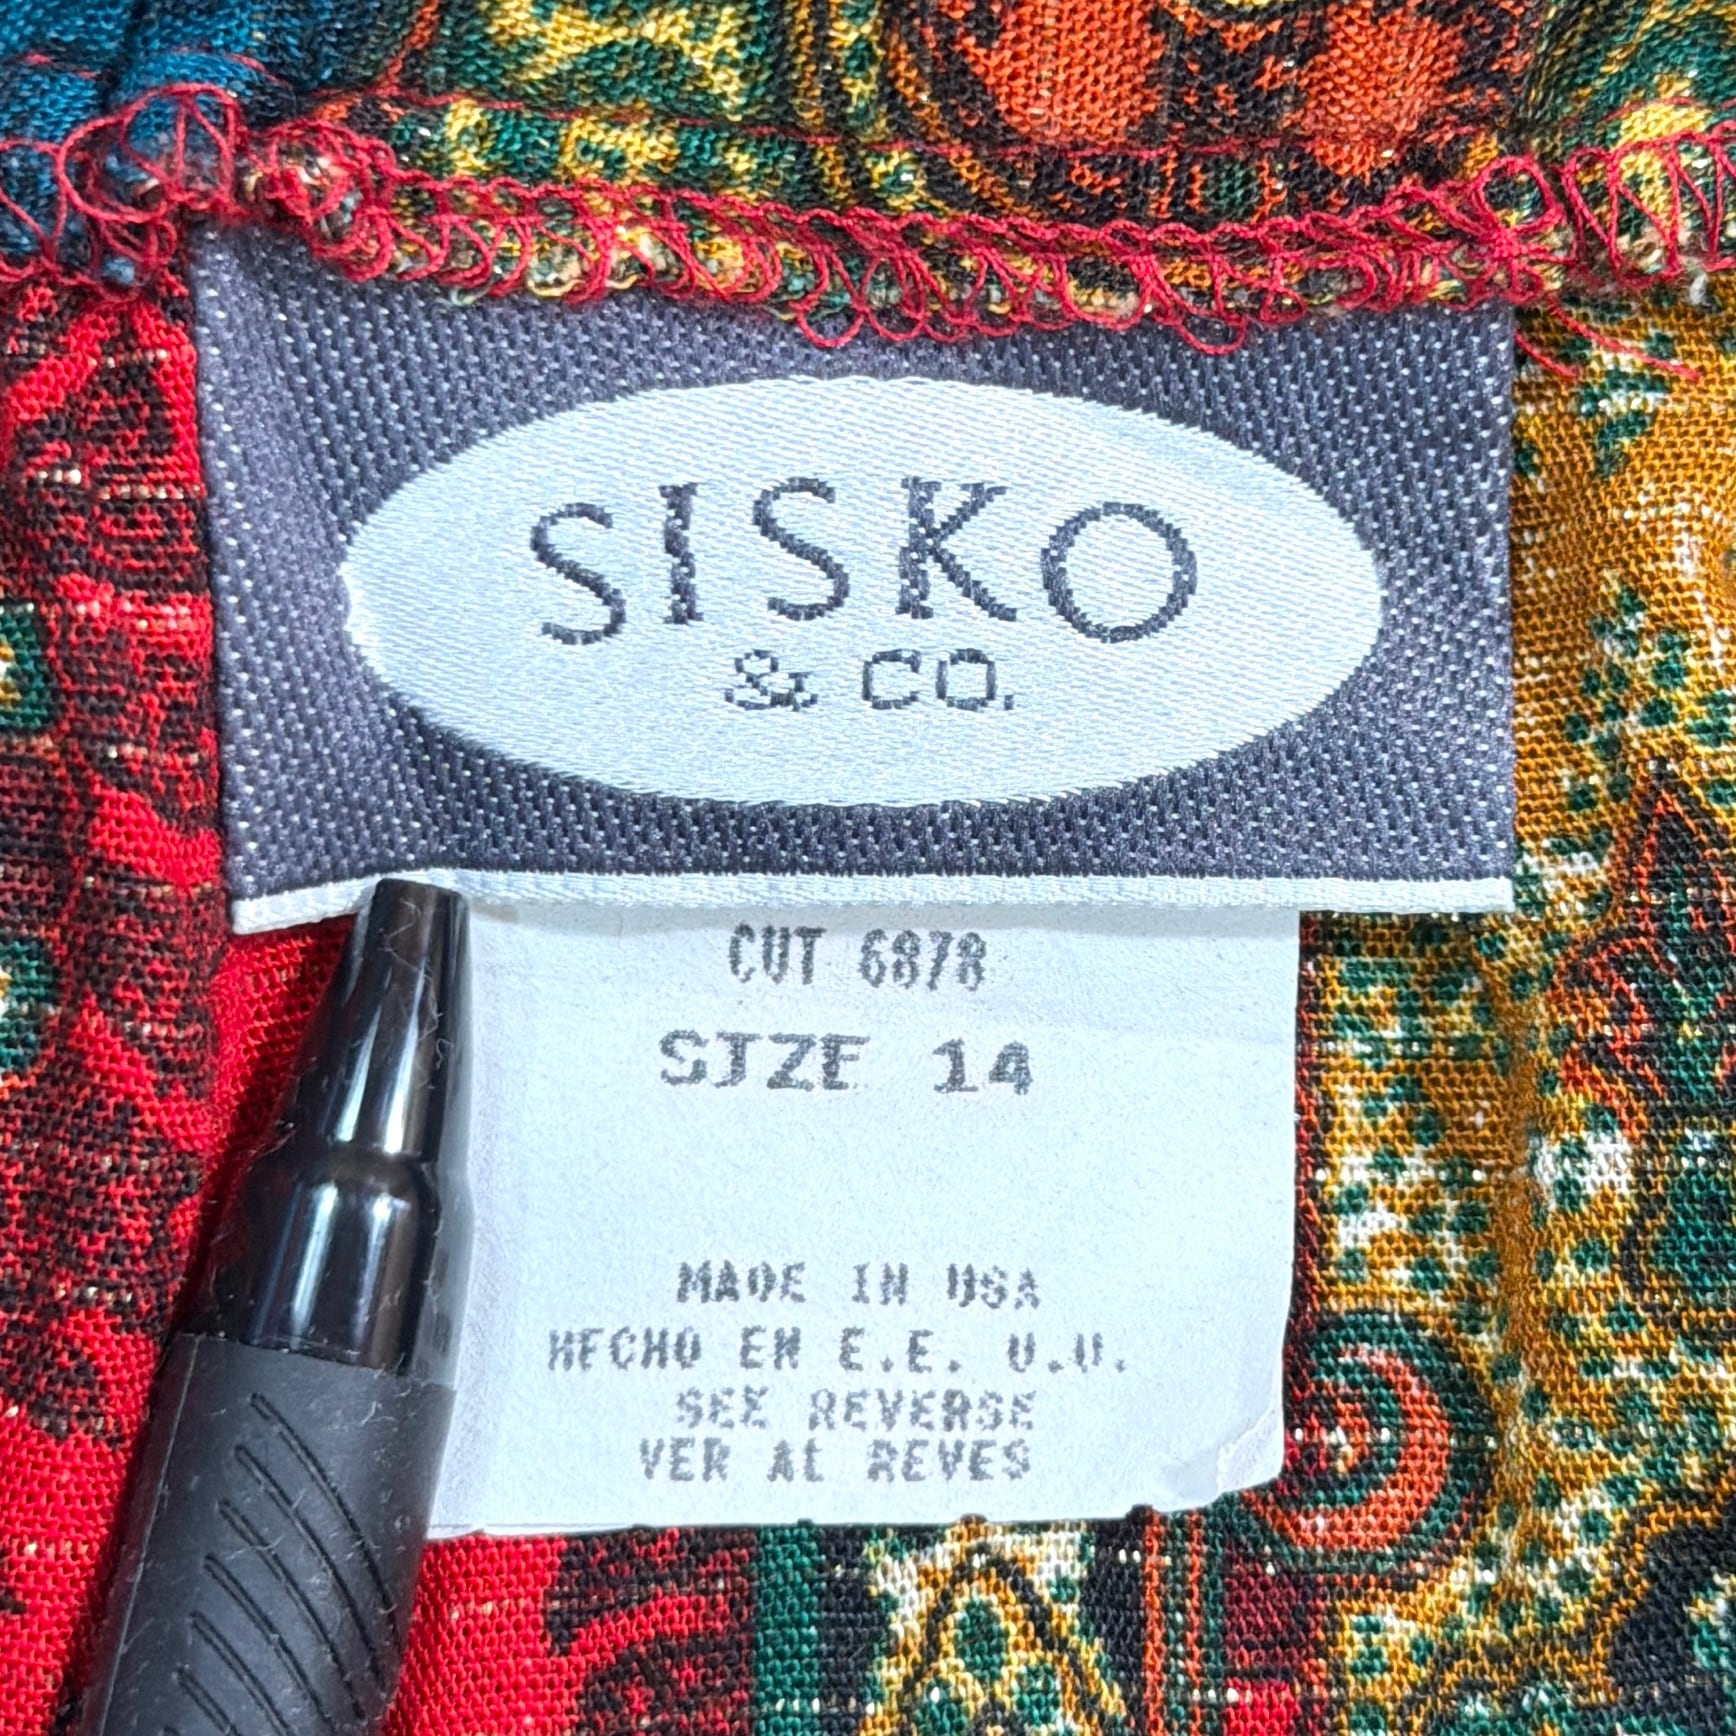 SISKO
& CO.
CUT 6878
SIZE 14
MADE IN USA
HECHO EN E.E. U.U.
SEE REVERSE
VER AL REVES